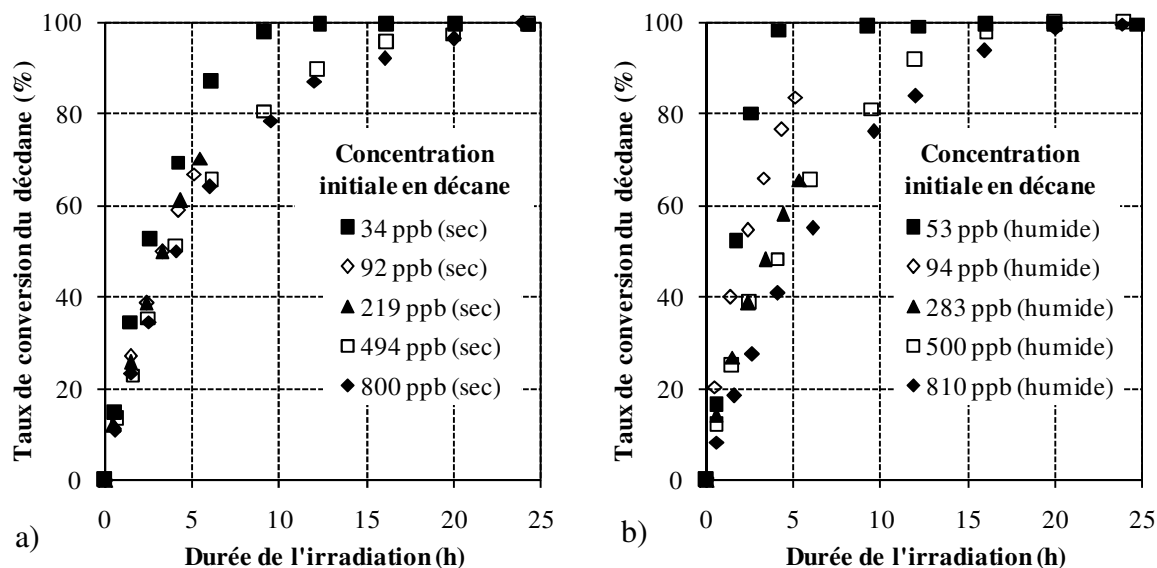 Taux de conversion du décdane (%)
100
80
60
40
20
0
Concentration
initiale en décane
34 ppb (sec)
92 ppb (sec)
219 ppb (sec)
494 ppb (sec)
800 ppb (sec)
0 5 10 15 20 25
a)
Durée de l'irradiation (h)
Taux de conversion du décdane (%)
100
80
60
40
20
0
Concentration
initiale en décane
53 ppb (humide)
94 ppb (humide)
283 ppb (humide)
500 ppb (humide)
810 ppb (humide)
0 5 10 15 20 25
b)
Durée de l'irradiation (h)